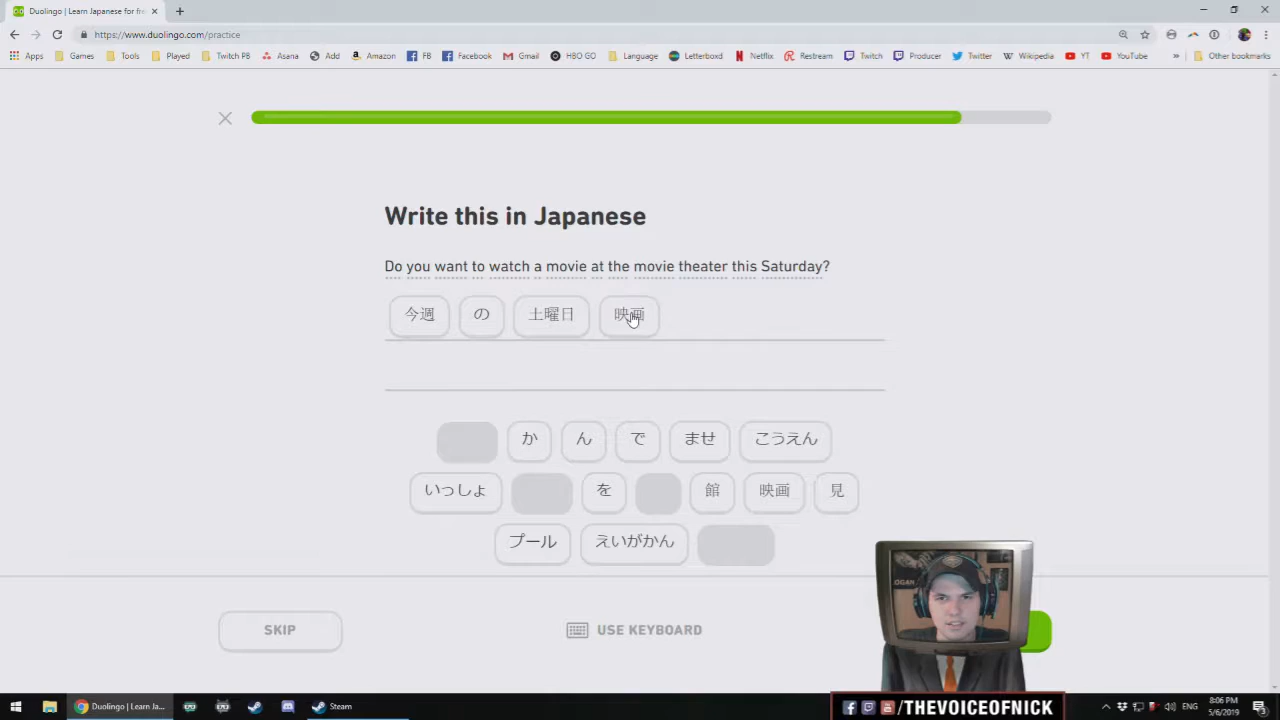 Duolingo | Learn Japanese for fre
https://www.duolingo.com/practice
Apps Games Tools Played Twitch PB Asana Add Amazon FB Facebook Gmail HBO GO Language Letterboxd Netflix Restream Twitch Producer Twitter Wikipedia YT YouTube » Other bookmarks
Write this in Japanese
Do you want to watch a movie at the movie theater this Saturday?
今週 の 土曜日 映画
か ん で ませ こうえん
いっしょ を 館 映画 見
プール えいがかん
SKIP
USE KEYBOARD
OGAN
/THEVOICEOFNICK
Duolingo | Learn Ja...
Steam
ENG
8:06 PM
5/6/2019